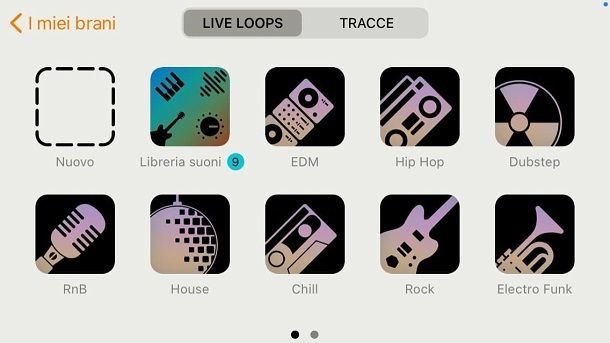 I miei brani
LIVE LOOPS
TRACCE
Nuovo
Libreria suoni 9
EDM
Hip Hop
Dubstep
RnB
House
Chill
Rock
Electro Funk